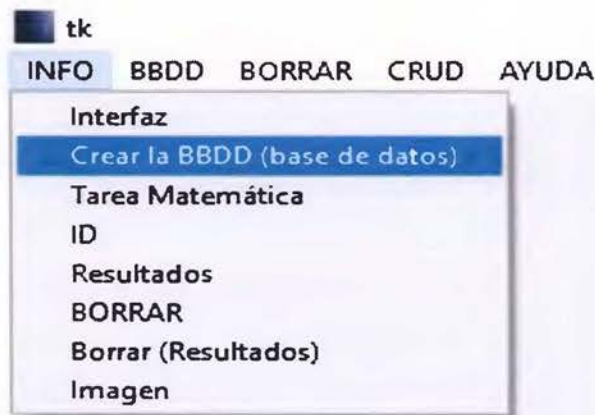 tk
INFO BBDD BORRAR CRUD AYUDA
Interfaz
Crear la BBDD (base de datos)
Tarea Matemática
ID
Resultados
BORRAR
Borrar (Resultados)
Imagen